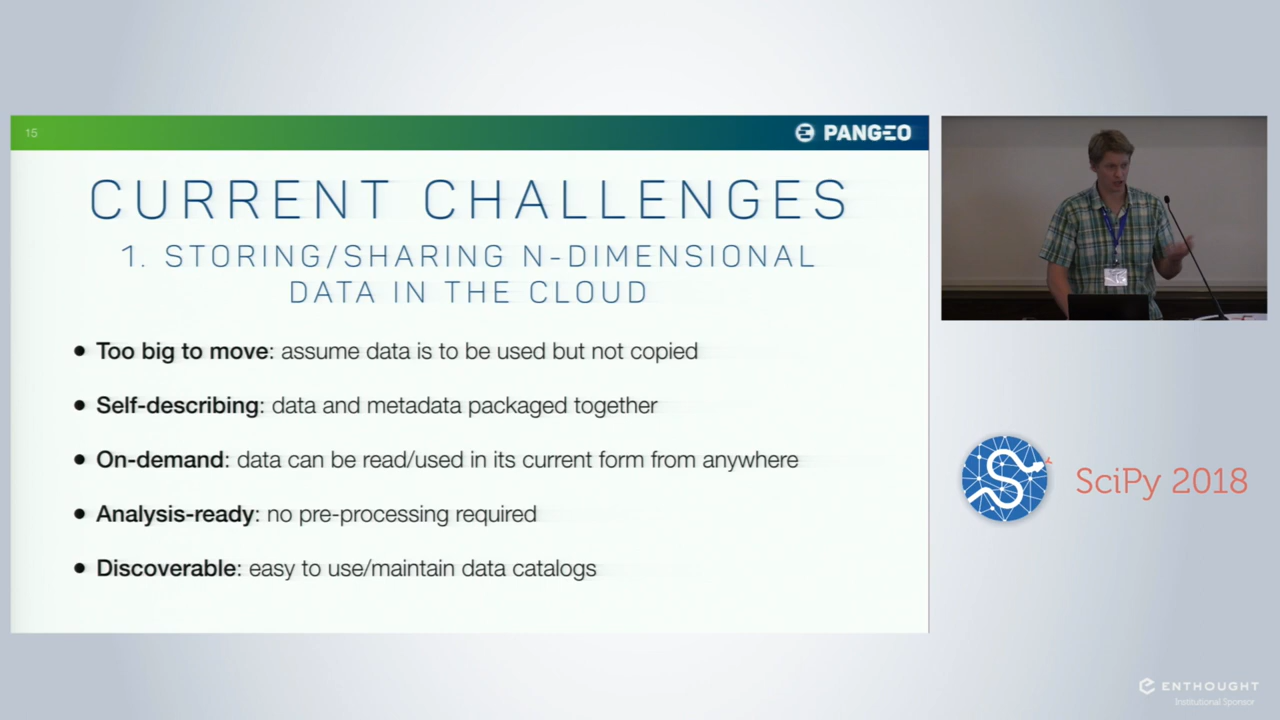 15
PANGEO
CURRENT CHALLENGES
1. STORING/SHARING N-DIMENSIONAL
DATA IN THE CLOUD
• Too big to move: assume data is to be used but not copied
• Self-describing: data and metadata packaged together
• On-demand: data can be read/used in its current form from anywhere
• Analysis-ready: no pre-processing required
• Discoverable: easy to use/maintain data catalogs
SciPy 2018
ENTHOUGHT
Institutional Sponsor